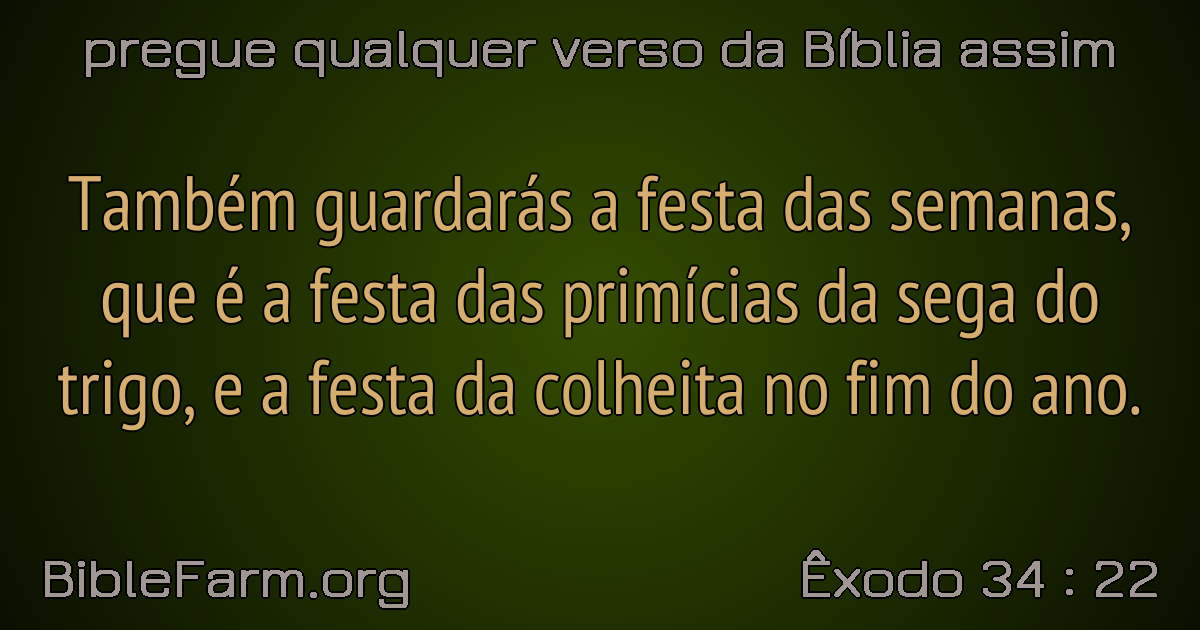 pregue qualquer verso da Bíblia assim
Também guardarás a festa das semanas,
que é a festa das primícias da sega do
trigo, e a festa da colheita no fim do ano.
BibleFarm.org
Êxodo 34 : 22